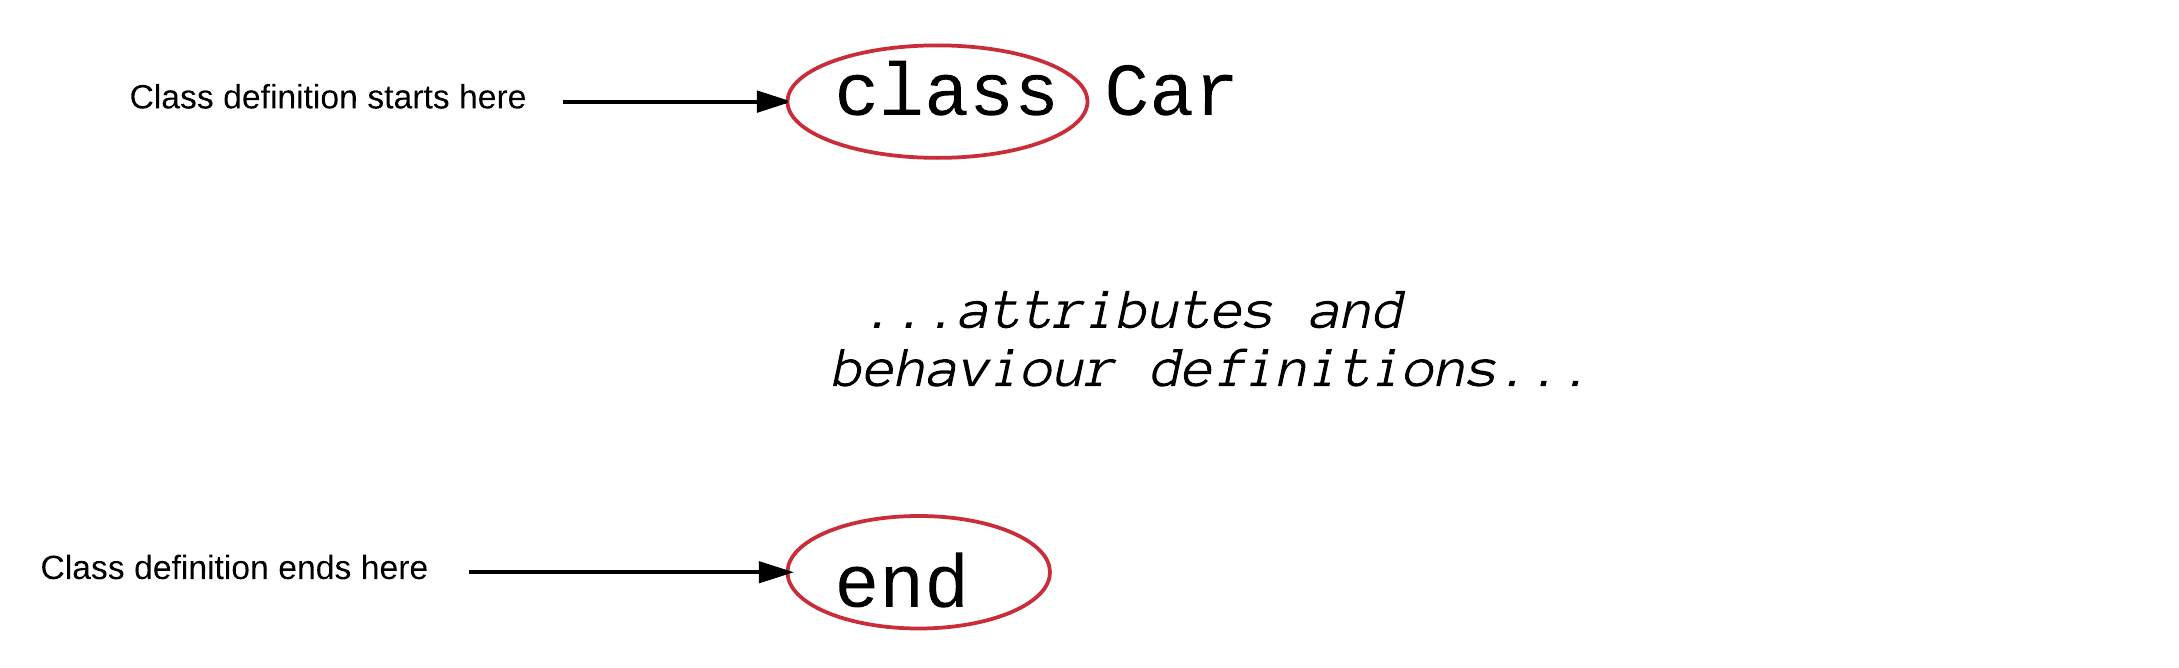 Class definition starts here
class Car
...attributes and
behaviour definitions...
Class definition ends here
end